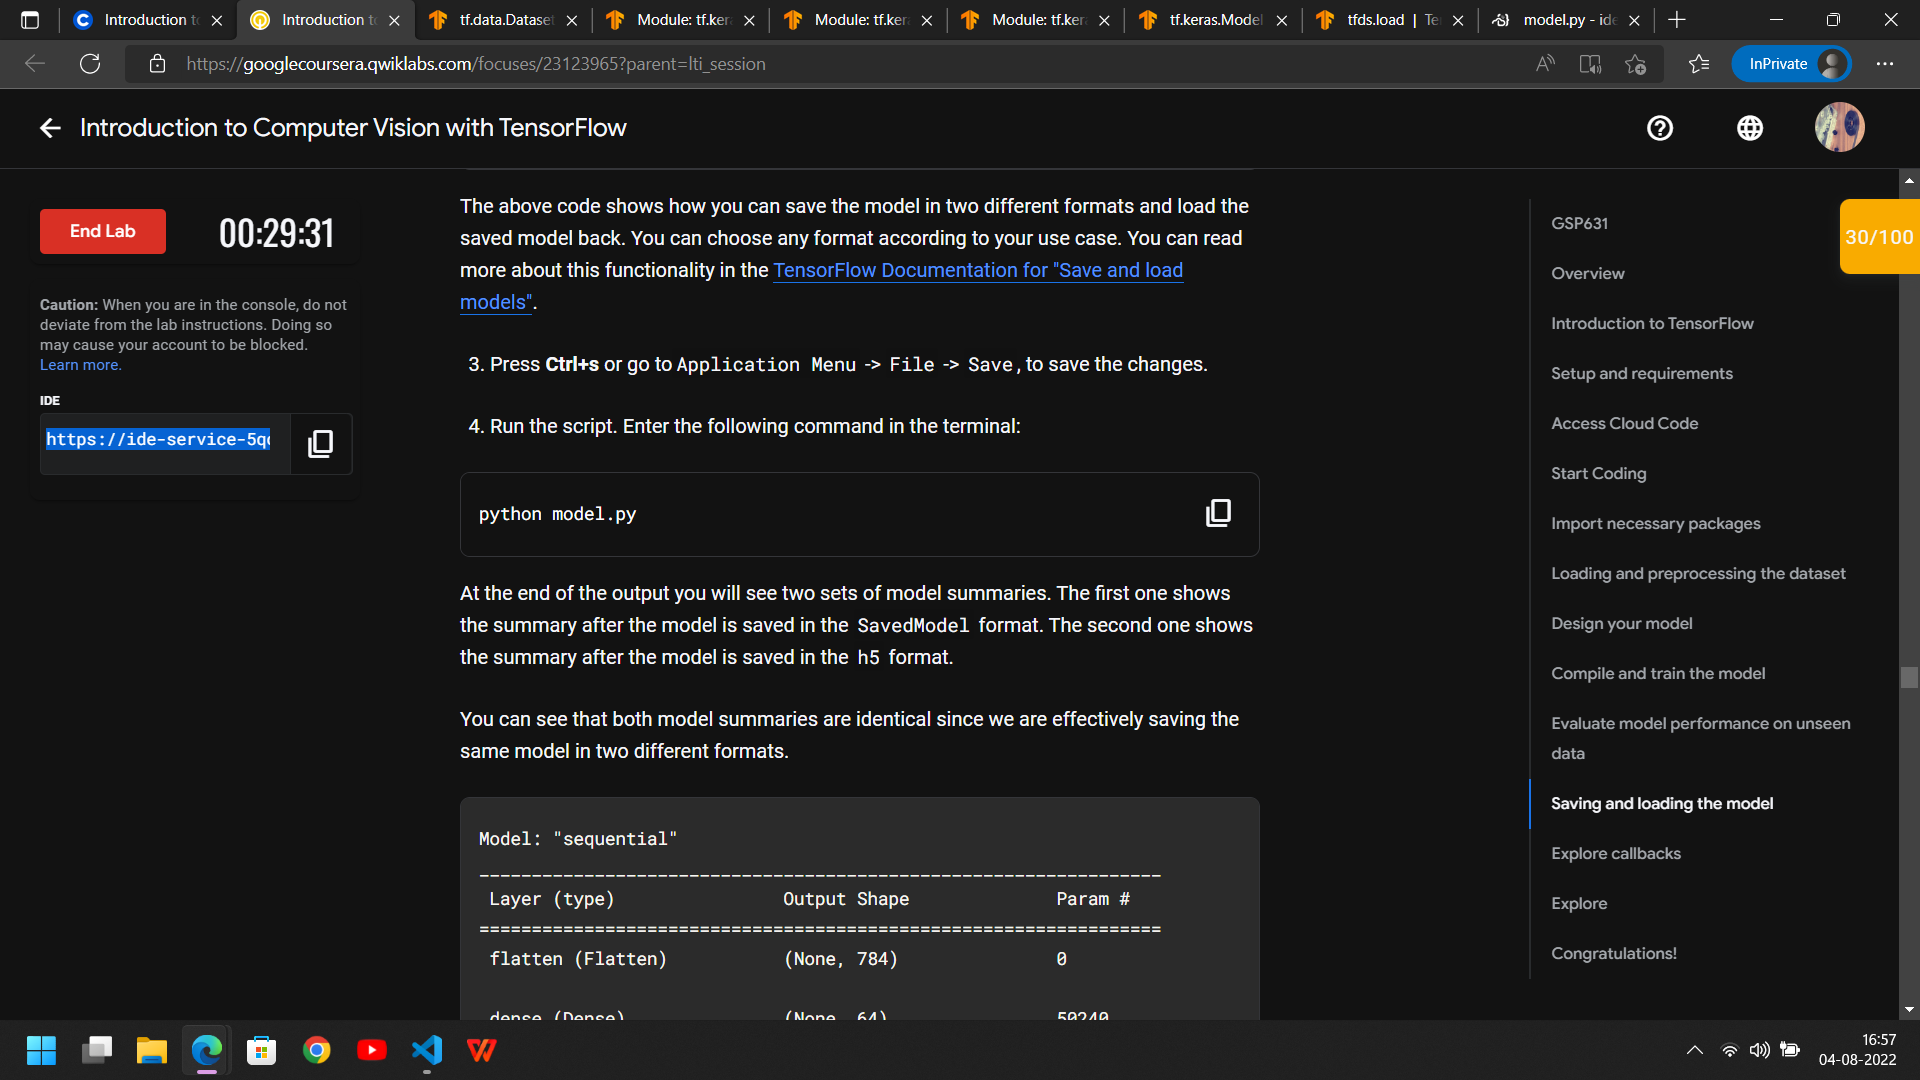 Introduction to
Introduction to
tf.data.Dataset
Module: tf.kera
Module: tf.kera
Module: tf.kera
tf.keras.Model
tfds.load | Te
model.py - ide
https://googlecoursera.qwiklabs.com/focuses/23123965?parent=lti_session
InPrivate
Introduction to Computer Vision with TensorFlow
End Lab
00:29:31
Caution: When you are in the console, do not
deviate from the lab instructions. Doing so
may cause your account to be blocked.
Learn more.
IDE
https://ide-service-5qc
The above code shows how you can save the model in two different formats and load the
saved model back. You can choose any format according to your use case. You can read
more about this functionality in the TensorFlow Documentation for "Save and load
models".
3. Press Ctrl+s or go to Application Menu -> File -> Save, to save the changes.
4. Run the script. Enter the following command in the terminal:
python model.py
At the end of the output you will see two sets of model summaries. The first one shows
the summary after the model is saved in the SavedModel format. The second one shows
the summary after the model is saved in the h5 format.
You can see that both model summaries are identical since we are effectively saving the
same model in two different formats.
Model: "sequential"
_________________________________________________________________
Layer (type) Output Shape Param #
=================================================================
flatten (Flatten) (None, 784) 0
dense (Dense) (None, 64) 50240
GSP631
Overview
Introduction to TensorFlow
Setup and requirements
Access Cloud Code
Start Coding
Import necessary packages
Loading and preprocessing the dataset
Design your model
Compile and train the model
Evaluate model performance on unseen
data
Saving and loading the model
Explore callbacks
Explore
Congratulations!
30/100
16:57
04-08-2022